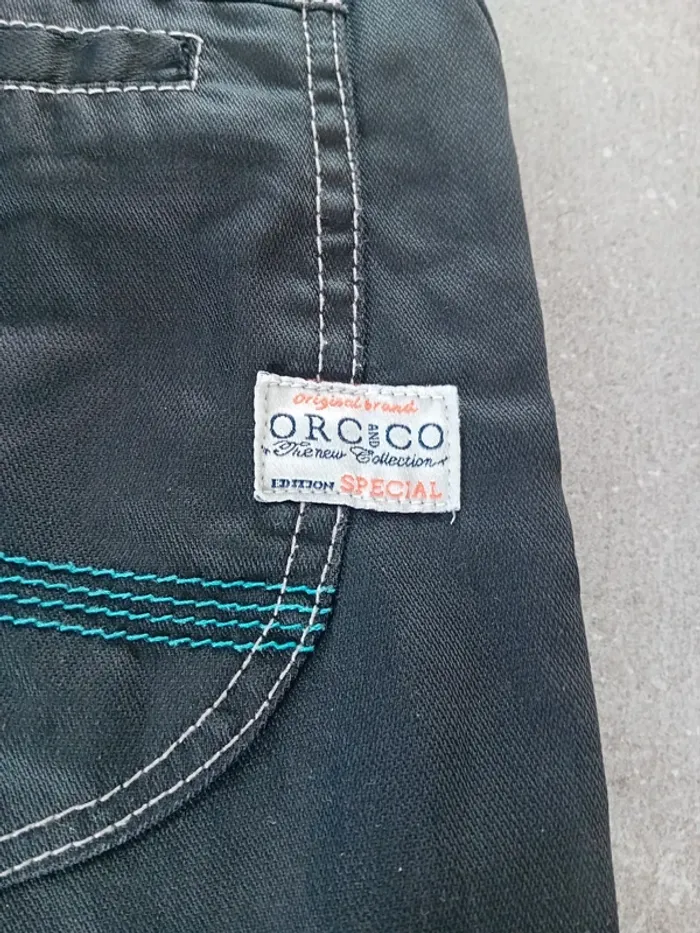 original brand
ORC AND CO
The new Collection
EDITION SPECIAL